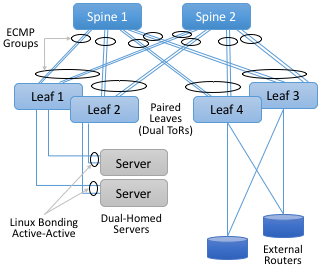 Spine 1
Spine 2
ECMP
Groups
Leaf 1
Leaf 2
Paired
Leaves
(Dual ToRs)
Leaf 4
Leaf 3
Server
Server
Linux Bonding
Active-Active
Dual-Homed
Servers
External
Routers